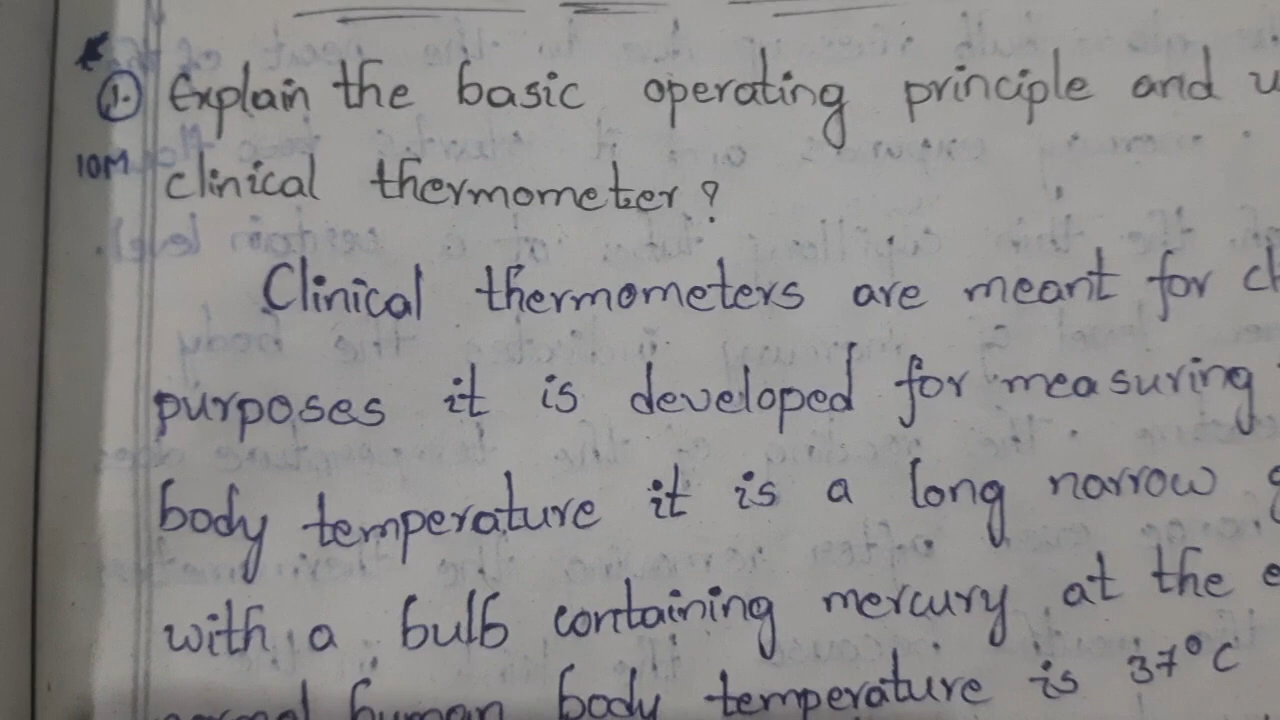 1. Explain the basic operating principle and
10M clinical thermometer?
Clinical thermometers are meant for
purposes it is developed for measuring
body temperature it is a long narrow
with a bulb containing mercury at the
human body temperature is 37°C